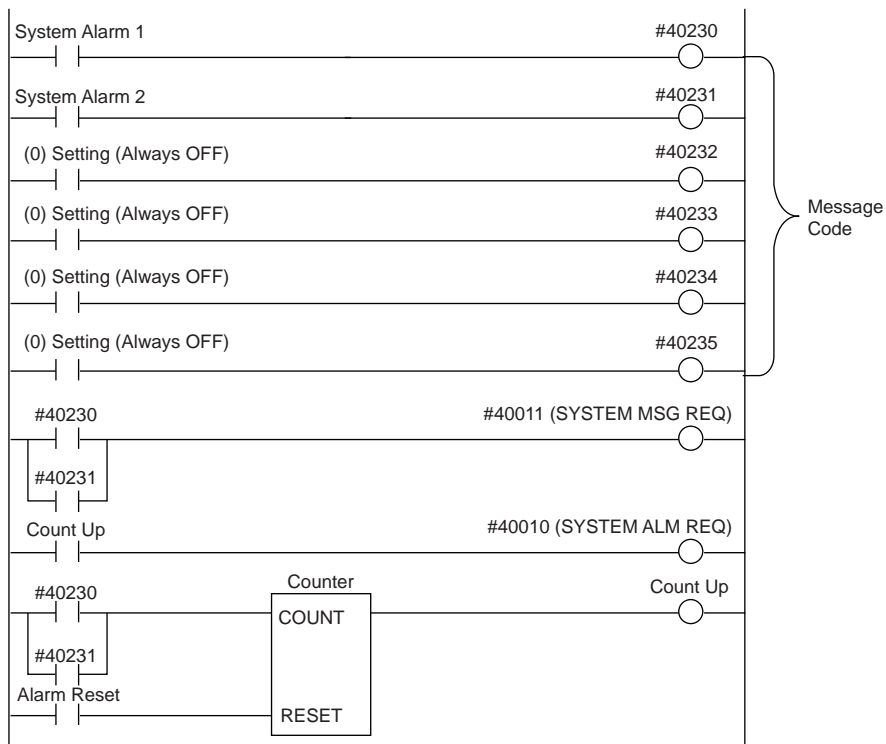 System Alarm 1 #40230
System Alarm 2 #40231
(0) Setting (Always OFF) #40232
(0) Setting (Always OFF) #40233
Message
Code
(0) Setting (Always OFF) #40234
(0) Setting (Always OFF) #40235
#40230 #40011 (SYSTEM MSG REQ)
#40231
Count Up #40010 (SYSTEM ALM REQ)
#40230 Counter Count Up
COUNT
#40231
Alarm Reset
RESET